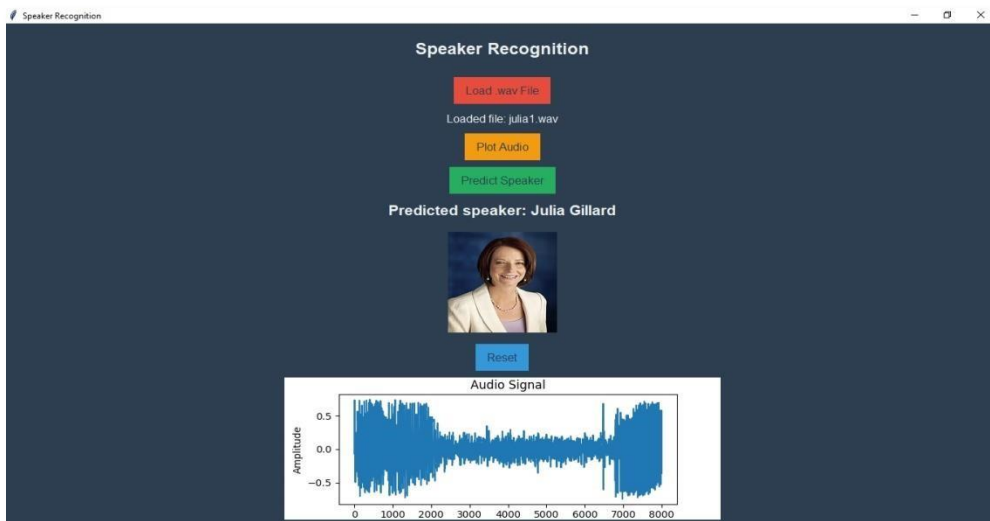 Speaker Recognition
Speaker Recognition
Load .wav File
Loaded file: julia1.wav
Plot Audio
Predict Speaker
Predicted speaker: Julia Gillard
Reset
Audio Signal
Amplitude
0.5
0.0
−0.5
0 1000 2000 3000 4000 5000 6000 7000 8000